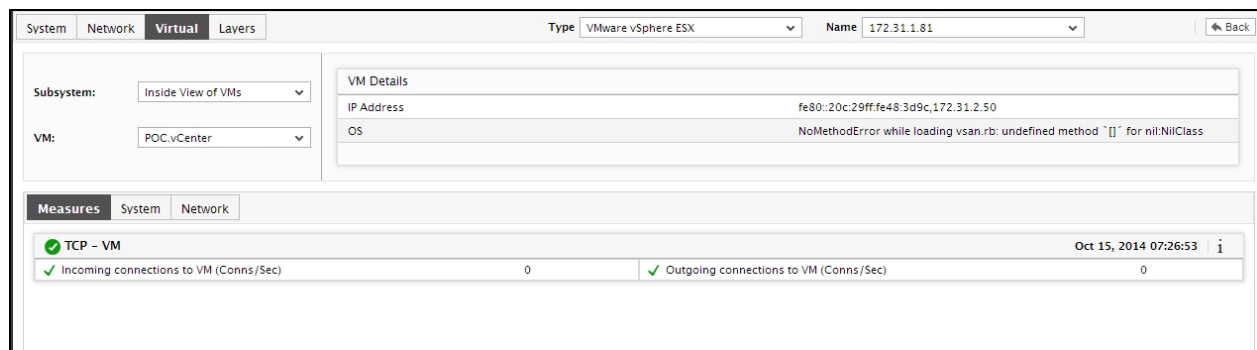 System Network Virtual Layers Type VMware vSphere ESX Name 172.31.1.81 Back
Subsystem: Inside View of VMs
VM: POC.vCenter
VM Details
IP Address fe80::20c:29ff:fe48:3d9c,172.31.2.50
OS NoMethodError while loading vsan.rb: undefined method `[]´ for nil:NilClass
Measures System Network
TCP - VM Oct 15, 2014 07:26:53 i
Incoming connections to VM (Conns/Sec) 0 Outgoing connections to VM (Conns/Sec) 0